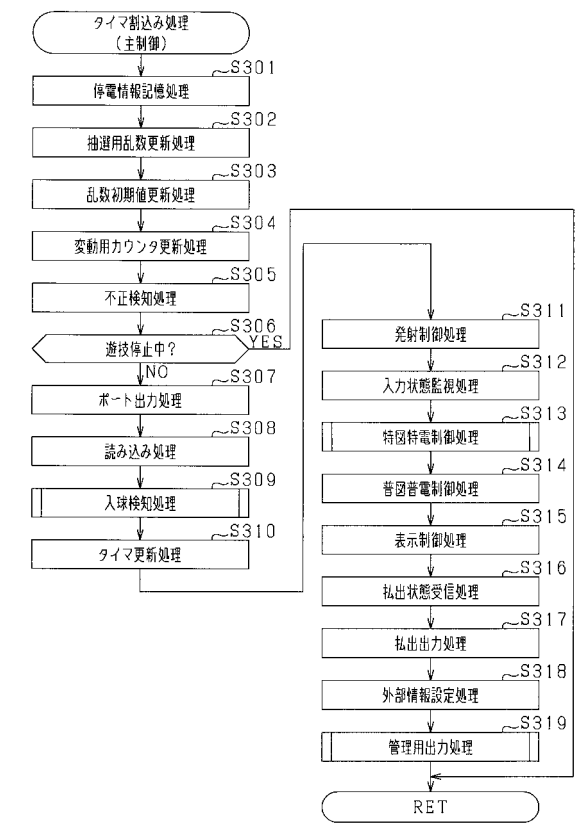 タイマ割込み処理
(主制御)
S301
停電情報記憶処理
S302
抽選用乱数更新処理
S303
乱数初期値更新処理
S304
変動用カウンタ更新処理
S305
不正検知処理
S306
遊技停止中?
YES
NO
S307
ポート出力処理
S308
読み込み処理
S309
入球検知処理
S310
タイマ更新処理
S311
発射制御処理
S312
入力状態監視処理
S313
特図特電制御処理
S314
普図普電制御処理
S315
表示制御処理
S316
払出状態受信処理
S317
払出出力処理
S318
外部情報設定処理
S319
管理用出力処理
RET